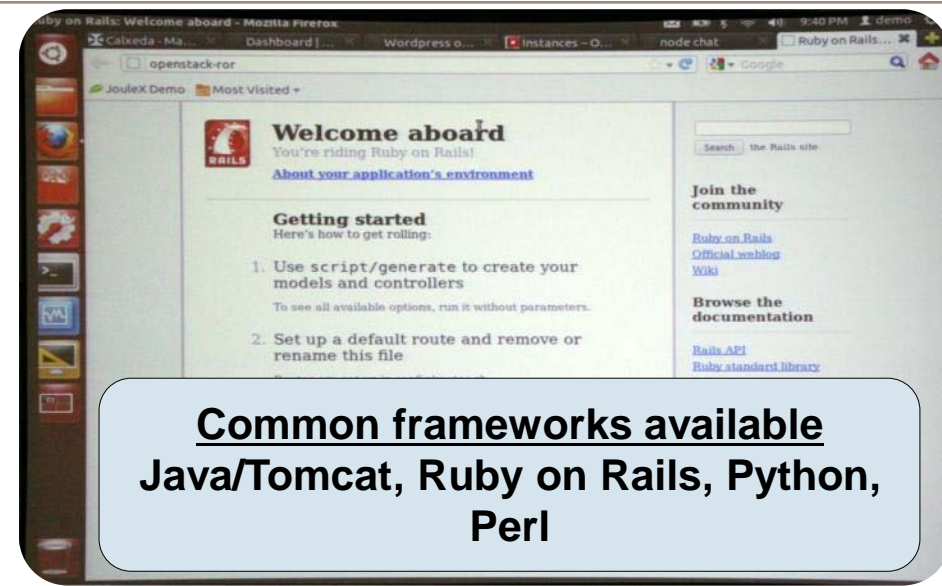 uby on Rails: Welcome aboard - Mozilla Firefox
9:40 PM demo
Calxeda - Ma...
Dashboard | ...
Wordpress o...
Instances – O...
node chat
Ruby on Rails...
openstack-ror
Google
JouleX Demo
Most Visited
RAILS
Welcome aboard
You're riding Ruby on Rails!
About your application's environment
Getting started
Here's how to get rolling:
1. Use script/generate to create your
models and controllers
To see all available options, run it without parameters.
2. Set up a default route and remove or
rename this file
Search the Rails site
Join the
community
Ruby on Rails
Official weblog
Wiki
Browse the
documentation
Rails API
Ruby standard library
Common frameworks available
Java/Tomcat, Ruby on Rails, Python,
Perl